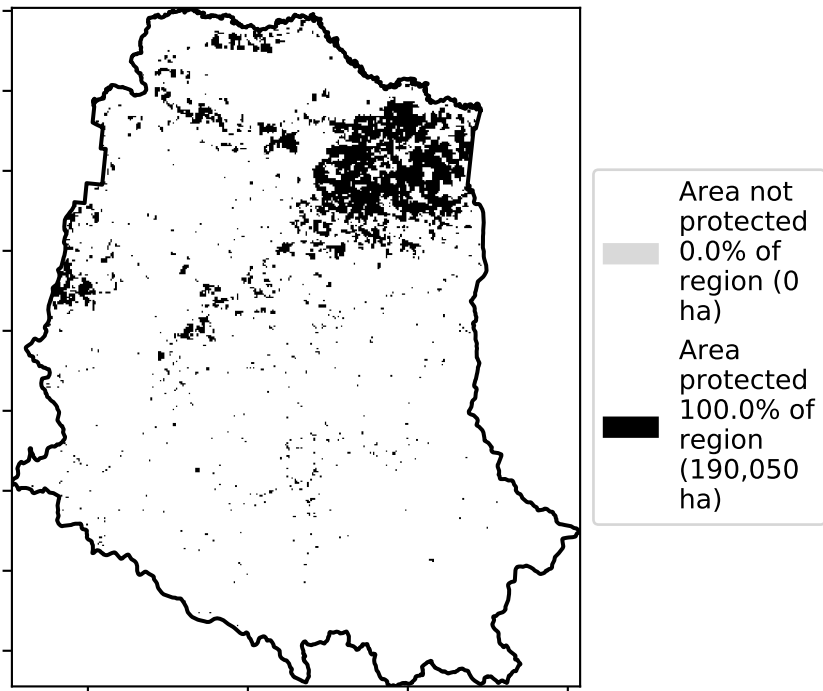 Area not
protected
0.0% of
region (0
ha)
Area
protected
100.0% of
region
(190,050
ha)